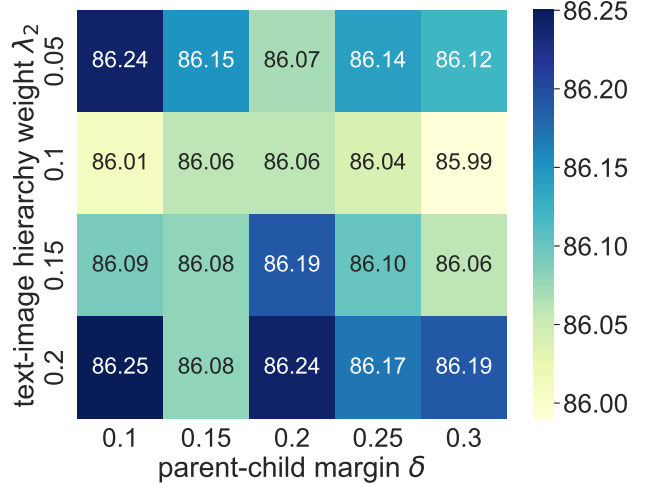 text-image hierarchy weight λ₂
0.05 86.24 86.15 86.07 86.14 86.12
0.1 86.01 86.06 86.06 86.04 85.99
0.15 86.09 86.08 86.19 86.10 86.06
0.2 86.25 86.08 86.24 86.17 86.19
0.1 0.15 0.2 0.25 0.3
parent-child margin δ
86.25
86.20
86.15
86.10
86.05
86.00